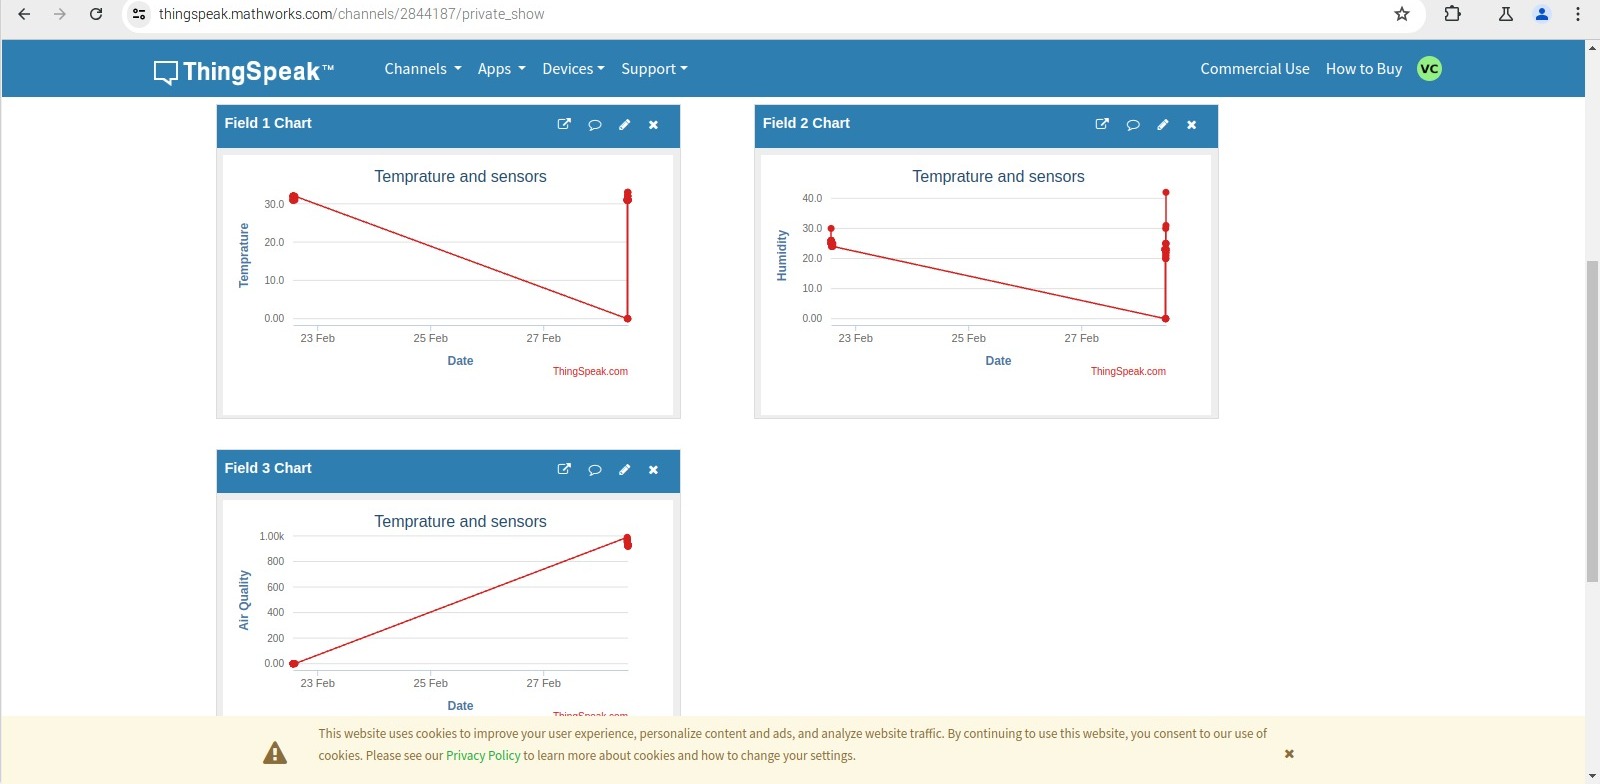 thingspeak.mathworks.com/channels/2844187/private_show
ThingSpeak™ Channels Apps Devices Support Commercial Use How to Buy VC
Field 1 Chart
Temprature and sensors
Temprature
30.0
20.0
10.0
0.00
23 Feb 25 Feb 27 Feb
Date
ThingSpeak.com
Field 2 Chart
Temprature and sensors
Humidity
40.0
30.0
20.0
10.0
0.00
23 Feb 25 Feb 27 Feb
Date
ThingSpeak.com
Field 3 Chart
Temprature and sensors
Air Quality
1.00k
800
600
400
200
0.00
23 Feb 25 Feb 27 Feb
Date
ThingSpeak.com
This website uses cookies to improve your user experience, personalize content and ads, and analyze website traffic. By continuing to use this website, you consent to our use of
cookies. Please see our Privacy Policy to learn more about cookies and how to change your settings.